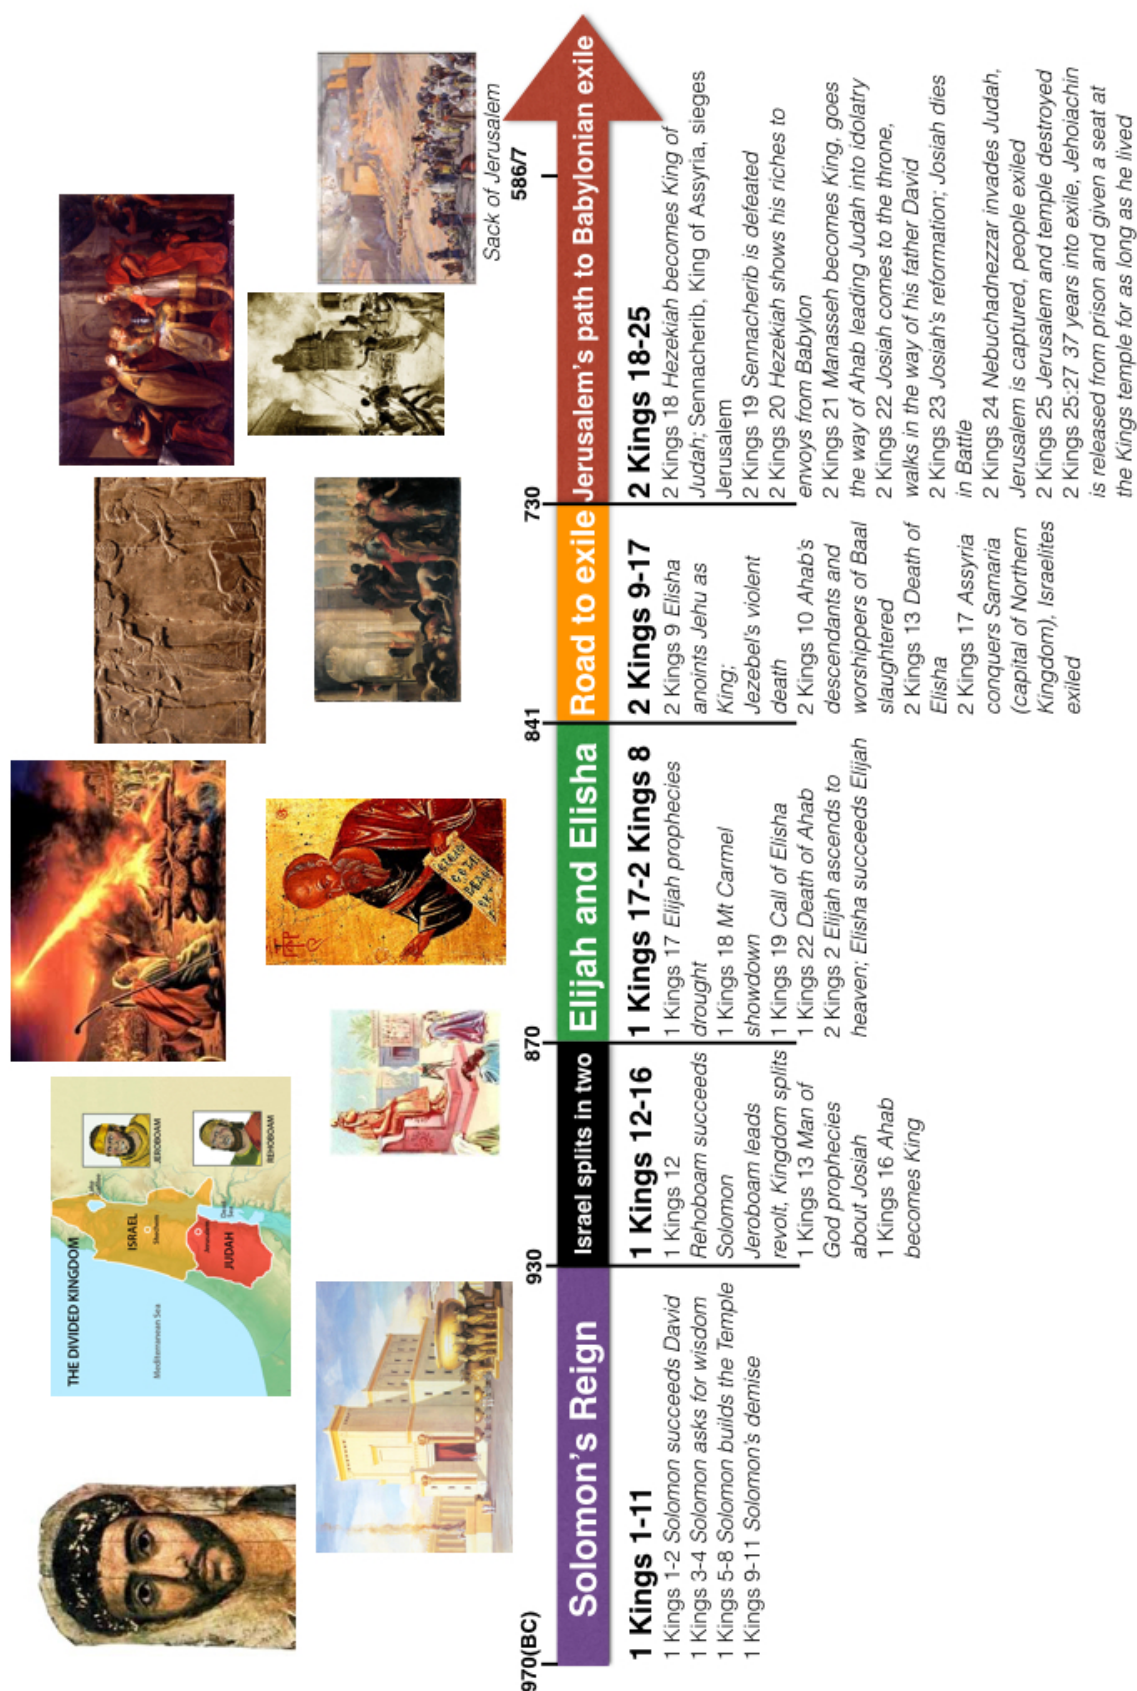 THE DIVIDED KINGDOM
Mediterranean Sea
ISRAEL
Shechem
Jerusalem
JUDAH
JEROBOAM
REHOBOAM
Sack of Jerusalem
970(BC)
930
870
841
730
586/7
Solomon's Reign
Israel splits in two
Elijah and Elisha
Road to exile
Jerusalem's path to Babylonian exile
1 Kings 1-11
1 Kings 1-2 Solomon succeeds David
1 Kings 3-4 Solomon asks for wisdom
1 Kings 5-8 Solomon builds the Temple
1 Kings 9-11 Solomon's demise
1 Kings 12-16
1 Kings 12
Rehoboam succeeds
Solomon
Jeroboam leads
revolt, Kingdom splits
1 Kings 13 Man of
God prophecies
about Josiah
1 Kings 16 Ahab
becomes King
1 Kings 17-2 Kings 8
1 Kings 17 Elijah prophecies
drought
1 Kings 18 Mt Carmel
showdown
1 Kings 19 Call of Elisha
1 Kings 22 Death of Ahab
2 Kings 2 Elijah ascends to
heaven; Elisha succeeds Elijah
2 Kings 9-17
2 Kings 9 Elisha
anoints Jehu as
King;
Jezebel's violent
death
2 Kings 10 Ahab's
descendants and
worshippers of Baal
slaughtered
2 Kings 13 Death of
Elisha
2 Kings 17 Assyria
conquers Samaria
(capital of Northern
Kingdom), Israelites
exiled
2 Kings 18-25
2 Kings 18 Hezekiah becomes King of
Judah; Sennacherib, King of Assyria, sieges
Jerusalem
2 Kings 19 Sennacherib is defeated
2 Kings 20 Hezekiah shows his riches to
envoys from Babylon
2 Kings 21 Manasseh becomes King, goes
the way of Ahab leading Judah into idolatry
2 Kings 22 Josiah comes to the throne,
walks in the way of his father David
2 Kings 23 Josiah's reformation; Josiah dies
in Battle
2 Kings 24 Nebuchadnezzar invades Judah,
Jerusalem is captured, people exiled
2 Kings 25 Jerusalem and temple destroyed
2 Kings 25:27 37 years into exile, Jehoiachin
is released from prison and given a seat at
the Kings temple for as long as he lived